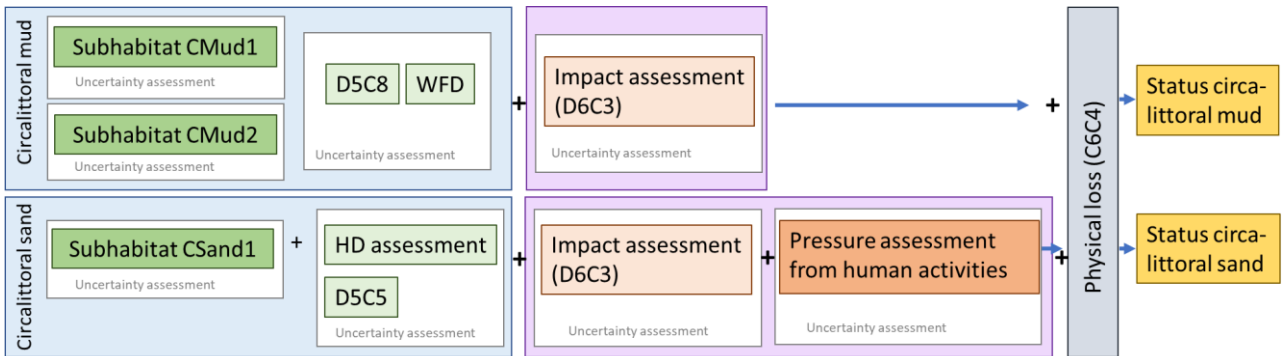 Circalittoral mud
Subhabitat CMud1
Uncertainty assessment
Subhabitat CMud2
Uncertainty assessment
D5C8 WFD
Uncertainty assessment
+
Impact assessment
(D6C3)
Uncertainty assessment
+
Status circa-
littoral mud
Circalittoral sand
Subhabitat CSand1
Uncertainty assessment
+
HD assessment
D5C5
Uncertainty assessment
+
Impact assessment
(D6C3)
Uncertainty assessment
+
Pressure assessment
from human activities
Uncertainty assessment
+
Physical loss (C6C4)
Status circa-
littoral sand